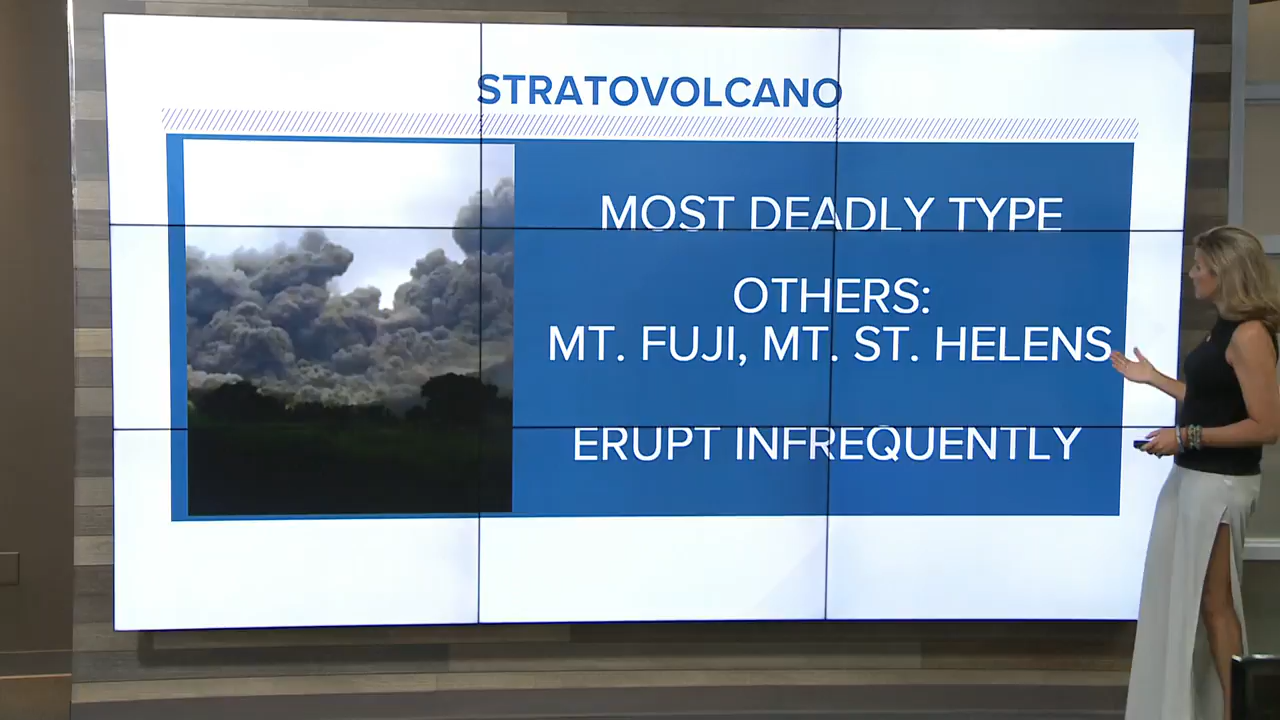 STRATOVOLCANO
MOST DEADLY TYPE
OTHERS:
MT. FUJI, MT. ST. HELENS
ERUPT INFREQUENTLY